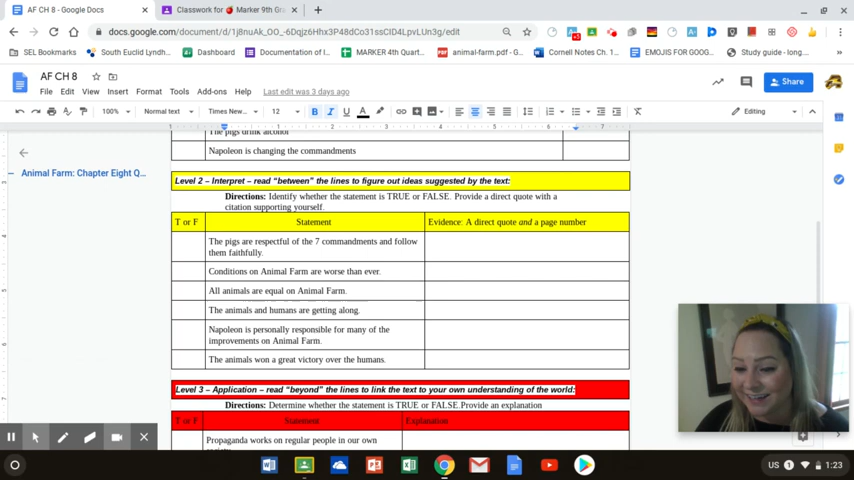 AF CH 8 - Google Docs
Classwork for 🍎 Marker 9th Gra
docs.google.com/document/d/1j8nuAk_OO_-6Dqjz6Hhx3P48dCo31ssCID4LpvLUn3g/edit
SEL Bookmarks
South Euclid Lyndh...
Dashboard
Documentation of I...
MARKER 4th Quart...
animal-farm.pdf - G...
Cornell Notes Ch. 1...
EMOJIS FOR GOOG...
Study guide - long...
AF CH 8
File Edit View Insert Format Tools Add-ons Help Last edit was 3 days ago
Share
100% Normal text Times New... 12 B I U A Editing
The pigs drink alcohol
Napoleon is changing the commandments
Animal Farm: Chapter Eight Q...
Level 2 – Interpret – read "between" the lines to figure out ideas suggested by the text:
Directions: Identify whether the statement is TRUE or FALSE. Provide a direct quote with a
citation supporting yourself.
T or F Statement Evidence: A direct quote and a page number
The pigs are respectful of the 7 commandments and follow
them faithfully.
Conditions on Animal Farm are worse than ever.
All animals are equal on Animal Farm.
The animals and humans are getting along.
Napoleon is personally responsible for many of the
improvements on Animal Farm.
The animals won a great victory over the humans.
Level 3 – Application – read "beyond" the lines to link the text to your own understanding of the world:
Directions: Determine whether the statement is TRUE or FALSE.Provide an explanation
T or F Statement Explanation
Propaganda works on regular people in our own
US 1 1:23